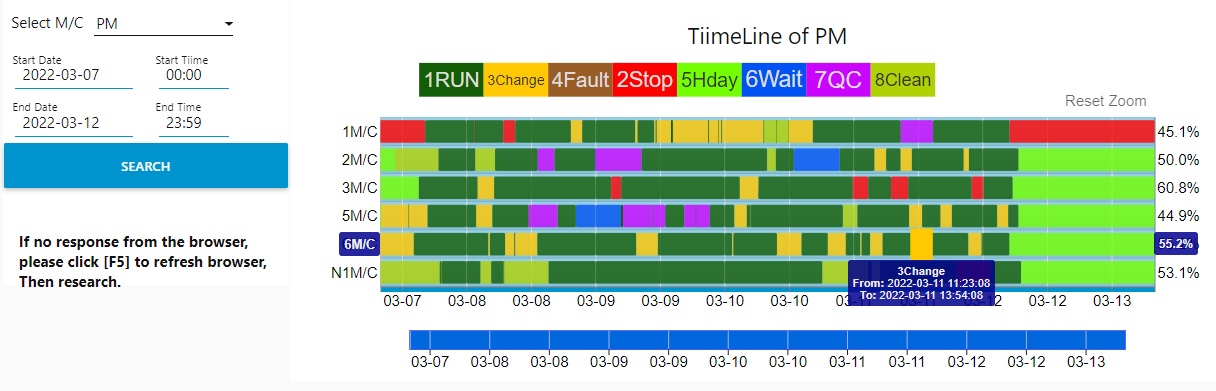 Select M/C PM
Start Date
2022-03-07
Start Tiime
00:00
End Date
2022-03-12
End Time
23:59
SEARCH
If no response from the browser,
please click [F5] to refresh browser,
Then research.
TiimeLine of PM
1RUN 3Change 4Fault 2Stop 5Hday 6Wait 7QC 8Clean
Reset Zoom
1M/C 45.1%
2M/C 50.0%
3M/C 60.8%
5M/C 44.9%
6M/C 55.2%
N1M/C 53.1%
3Change
From: 2022-03-11 11:23:08
To: 2022-03-11 13:54:08
03-07 03-08 03-08 03-09 03-09 03-10 03-10 03-12 03-12 03-13
03-07 03-08 03-08 03-09 03-09 03-10 03-10 03-11 03-11 03-12 03-12 03-13